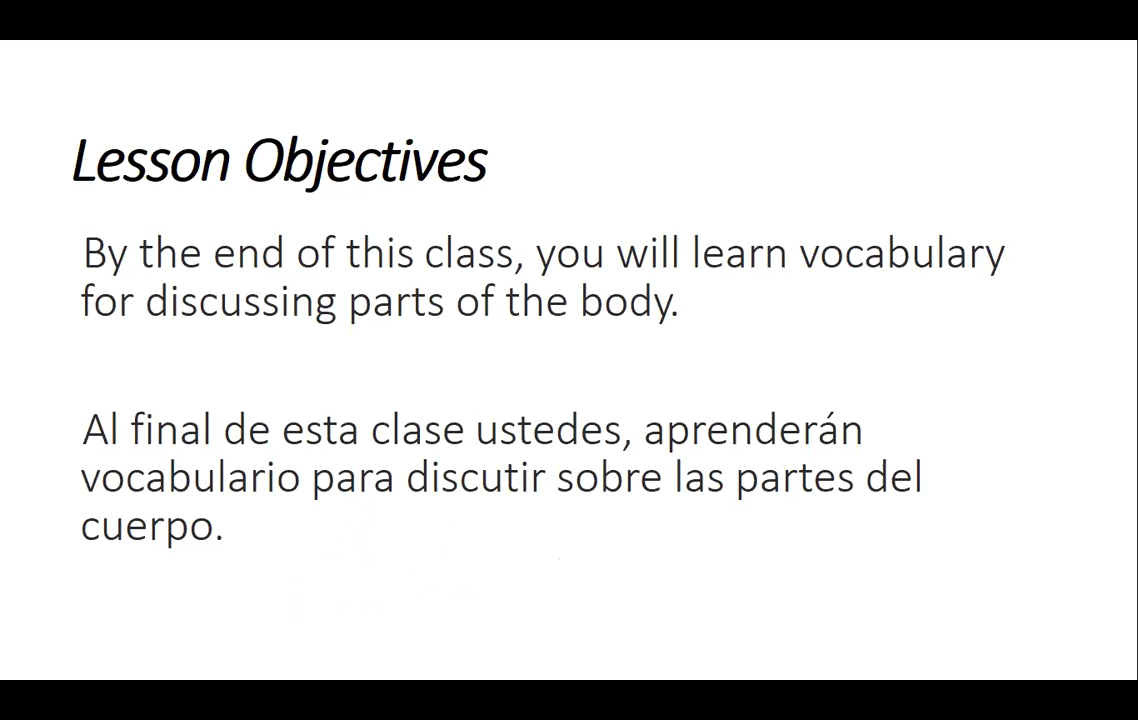 Lesson Objectives
By the end of this class, you will learn vocabulary
for discussing parts of the body.
Al final de esta clase ustedes, aprenderán
vocabulario para discutir sobre las partes del
cuerpo.